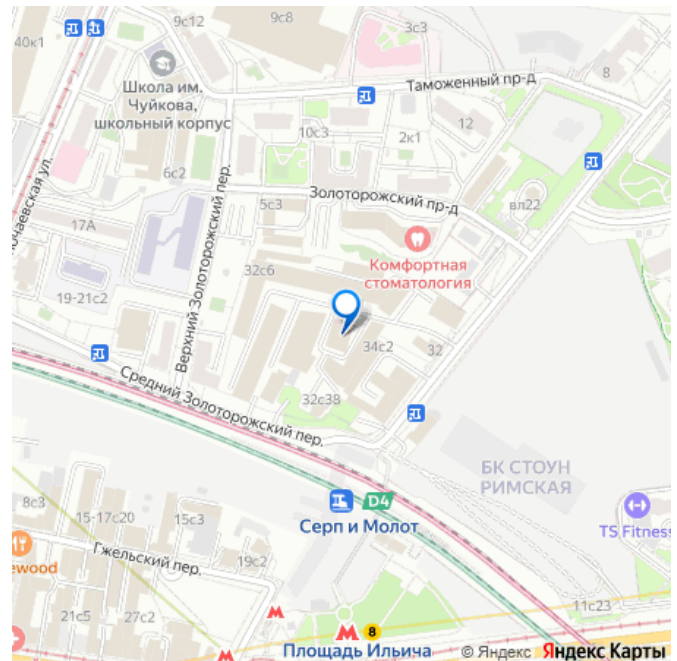 9с12
9с8
3с3
40к1
8
Школа им.
Чуйкова,
школьный корпус
Таможенный пр-д
10с3
12
2к1
6с2
Верхний Золоторожский пер.
Золоторожский пр-д
5с3
вл22
17А
Комфортная
стоматология
32с6
19-21с2
34с2
32
Средний Золоторожский пер.
32с38
БК СТОУН
РИМСКАЯ
D4
Серп и Молот
8с3
15-17с20
15с3
TS Fitness
ewood
Гжельский пер.
19с2
21с5
27с2
11с23
М
М
8
М
Площадь Ильича
© Яндекс Яндекс Карты